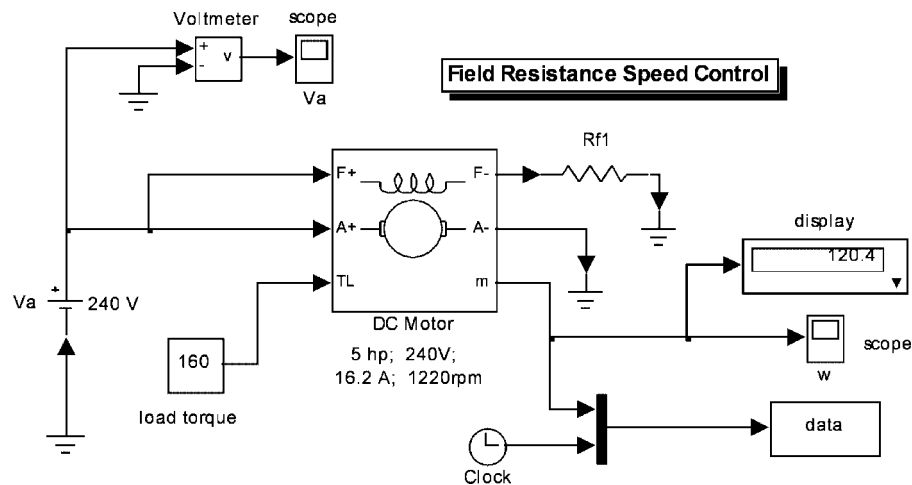 Voltmeter
scope
+
-
v
Va
Field Resistance Speed Control
Rf1
F+
F-
A+
A-
TL
m
display
120.4
Va
+
240 V
DC Motor
5 hp; 240V;
16.2 A; 1220rpm
160
load torque
scope
w
data
Clock